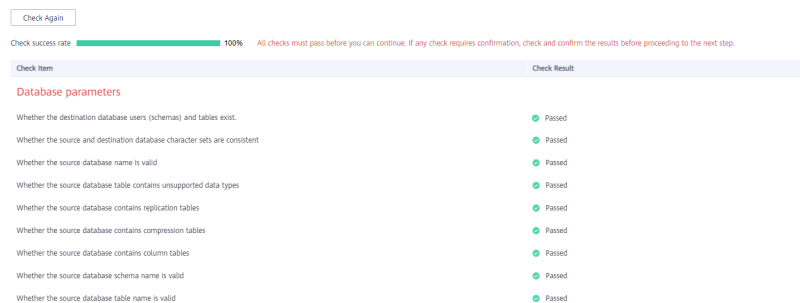 Check Again
Check success rate 100% All checks must pass before you can continue. If any check requires confirmation, check and confirm the results before proceeding to the next step.
Check Item Check Result
Database parameters
Whether the destination database users (schemas) and tables exist. Passed
Whether the source and destination database character sets are consistent Passed
Whether the source database name is valid Passed
Whether the source database table contains unsupported data types Passed
Whether the source database contains replication tables Passed
Whether the source database contains compression tables Passed
Whether the source database contains column tables Passed
Whether the source database schema name is valid Passed
Whether the source database table name is valid Passed